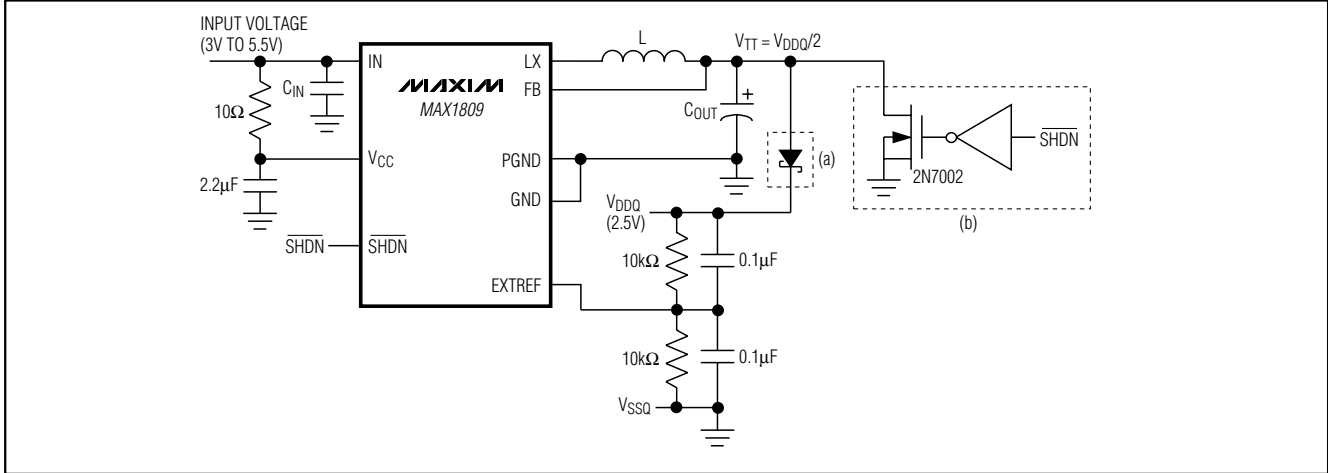 INPUT VOLTAGE
(3V TO 5.5V)
L
VTT = VDDQ/2
IN
LX
CIN
MAXIM
FB
10Ω
MAX1809
COUT
+
SHDN
VCC
PGND
(a)
2N7002
2.2µF
GND
VDDQ
(2.5V)
(b)
SHDN
SHDN
10kΩ
0.1µF
EXTREF
10kΩ
0.1µF
VSSQ